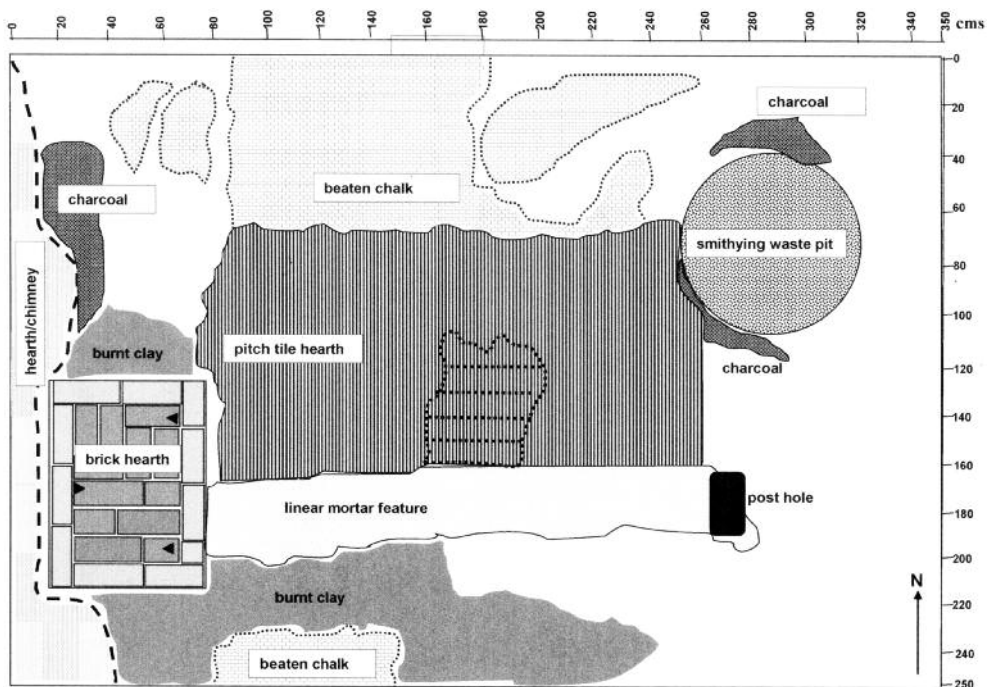 0 20 40 60 80 100 120 140 160 180 200 220 240 260 260 290 320 350 cms
0
20
40
60
80
100
120
140
160
180
200
220
240
250
charcoal
charcoal
beaten chalk
smithying waste pit
hearth/chimney
burnt clay
pitch tile hearth
charcoal
brick hearth
linear mortar feature
post hole
burnt clay
beaten chalk
N